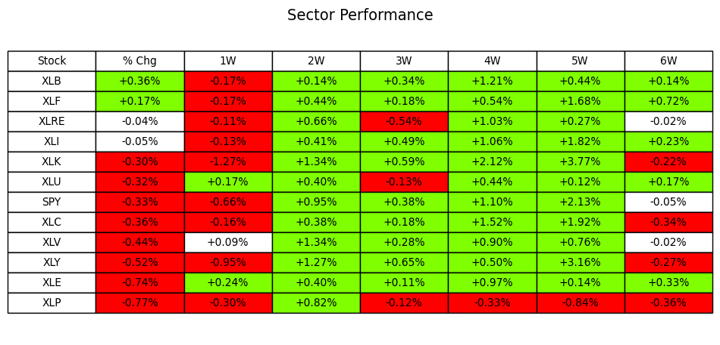 Sector Performance
Stock % Chg 1W 2W 3W 4W 5W 6W
XLB +0.36% -0.17% +0.14% +0.34% +1.21% +0.44% +0.14%
XLF +0.17% -0.17% +0.44% +0.18% +0.54% +1.68% +0.72%
XLRE -0.04% -0.11% +0.66% -0.54% +1.03% +0.27% -0.02%
XLI -0.05% -0.13% +0.41% +0.49% +1.06% +1.82% +0.23%
XLK -0.30% -1.27% +1.34% +0.59% +2.12% +3.77% -0.22%
XLU -0.32% +0.17% +0.40% -0.13% +0.44% +0.12% +0.17%
SPY -0.33% -0.66% +0.95% +0.38% +1.10% +2.13% -0.05%
XLC -0.36% -0.16% +0.38% +0.18% +1.52% +1.92% -0.34%
XLV -0.44% +0.09% +1.34% +0.28% +0.90% +0.76% -0.02%
XLY -0.52% -0.95% +1.27% +0.65% +0.50% +3.16% -0.27%
XLE -0.74% +0.24% +0.40% +0.11% +0.97% +0.14% +0.33%
XLP -0.77% -0.30% +0.82% -0.12% -0.33% -0.84% -0.36%